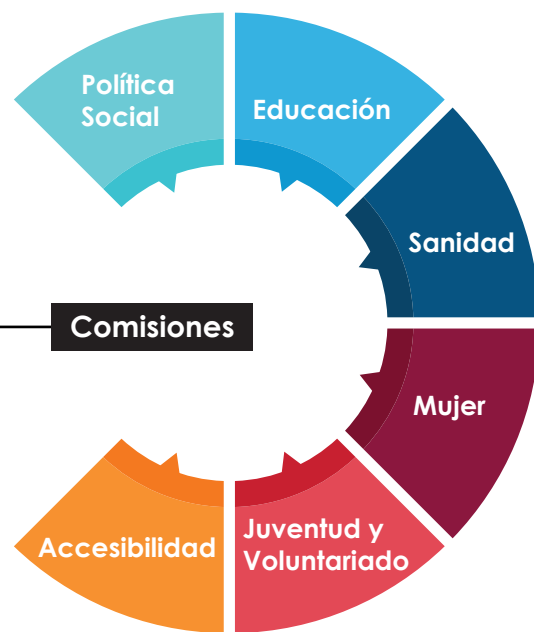 Política
Social
Educación
Sanidad
Comisiones
Mujer
Juventud y
Voluntariado
Accesibilidad